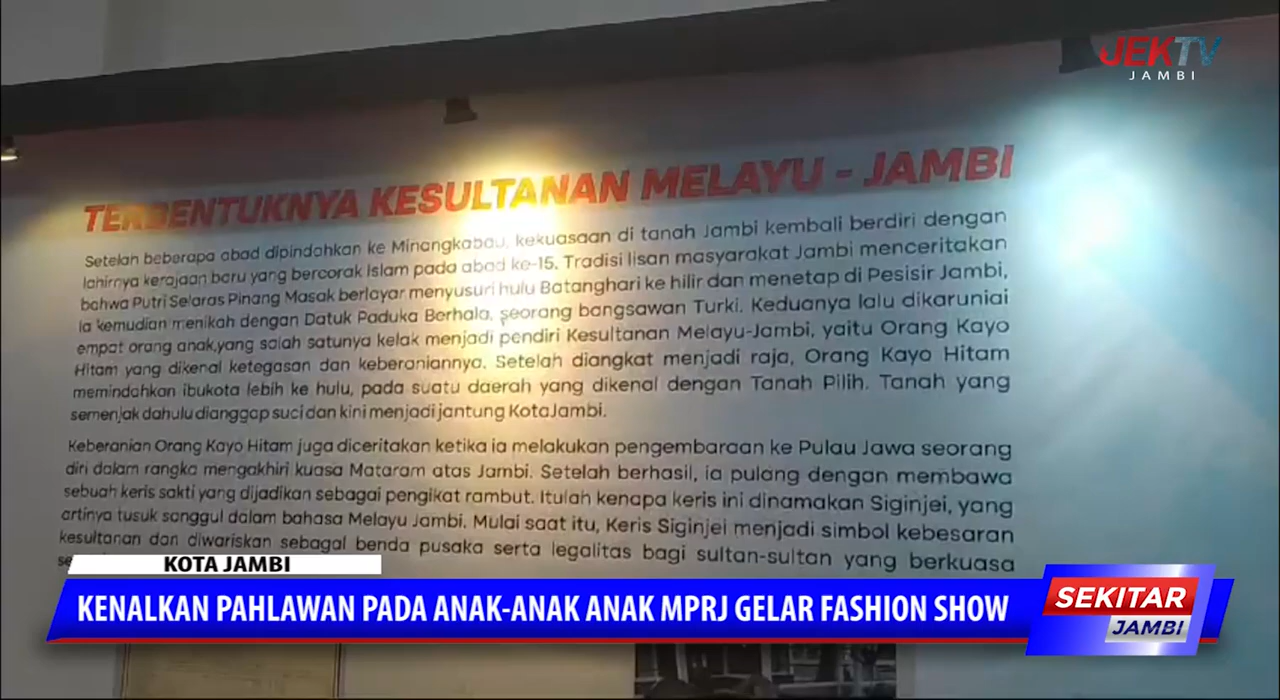 JEKTV
JAMBI
TERBENTUKNYA KESULTANAN MELAYU - JAMBI
Setelah beberapa abad dipindahkan ke Minangkabau, kekuasaan di tanah Jambi kembali berdiri dengan
lahirnya kerajaan baru yang bercorak Islam pada abad ke-15. Tradisi lisan masyarakat Jambi menceritakan
bahwa Putri Selaras Pinang Masak berlayar menyusuri hulu Batanghari ke hilir dan menetap di Pesisir Jambi,
Ia kemudian menikah dengan Datuk Paduka Berhala, seorang bangsawan Turki. Keduanya lalu dikaruniai
empat orang anak,yang salah satunya kelak menjadi pendiri Kesultanan Melayu-Jambi, yaitu Orang Kayo
Hitam yang dikenal ketegasan dan keberaniannya. Setelah diangkat menjadi raja, Orang Kayo Hitam
memindahkan ibukota lebih ke hulu, pada suatu daerah yang dikenal dengan Tanah Pilih. Tanah yang
semenjak dahulu dianggap suci dan kini menjadi jantung KotaJambi.
Keberanian Orang Kayo Hitam juga diceritakan ketika ia melakukan pengembaraan ke Pulau Jawa seorang
diri dalam rangka mengakhiri kuasa Mataram atas Jambi. Setelah berhasil, ia pulang dengan membawa
sebuah keris sakti yang dijadikan sebagai pengikat rambut. Itulah kenapa keris ini dinamakan Siginjei, yang
artinya tusuk sanggul dalam bahasa Melayu Jambi. Mulai saat itu, Keris Siginjei menjadi simbol kebesaran
kesultanan dan diwariskan sebagai benda pusaka serta legalitas bagi sultan-sultan yang berkuasa
KOTA JAMBI
KENALKAN PAHLAWAN PADA ANAK-ANAK ANAK MPRJ GELAR FASHION SHOW
SEKITAR
JAMBI